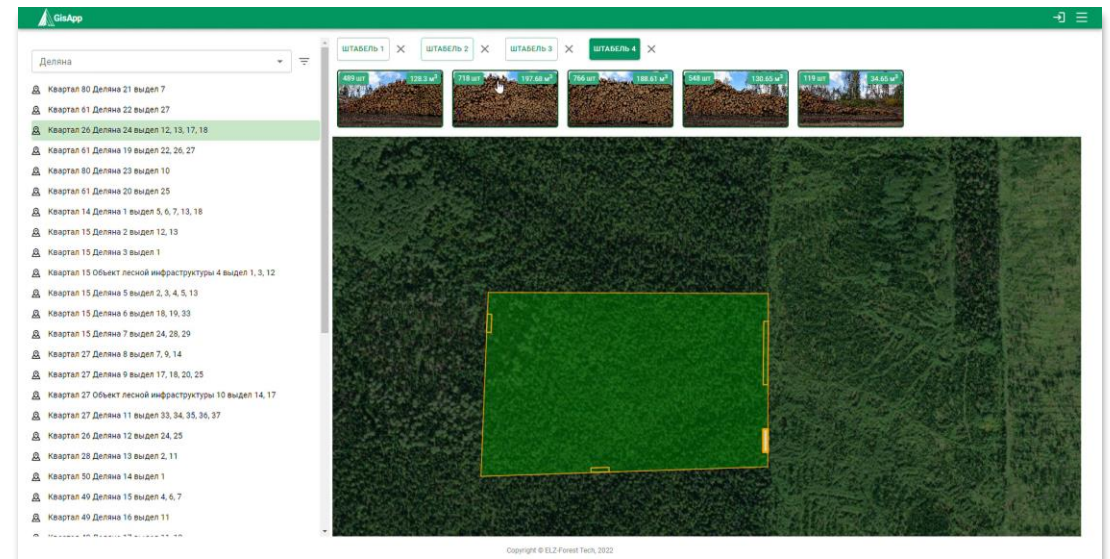 GisApp
Деляна
Квартал 80 Деляна 21 выдел 7
Квартал 61 Деляна 22 выдел 27
Квартал 26 Деляна 24 выдел 12, 13, 17, 18
Квартал 61 Деляна 19 выдел 22, 26, 27
Квартал 80 Деляна 23 выдел 10
Квартал 61 Деляна 20 выдел 25
Квартал 14 Деляна 1 выдел 5, 6, 7, 13, 18
Квартал 15 Деляна 2 выдел 12, 13
Квартал 15 Деляна 3 выдел 1
Квартал 15 Объект лесной инфраструктуры 4 выдел 1, 3, 12
Квартал 15 Деляна 5 выдел 2, 3, 4, 5, 13
Квартал 15 Деляна 6 выдел 18, 19, 33
Квартал 15 Деляна 7 выдел 24, 28, 29
Квартал 27 Деляна 8 выдел 7, 9, 14
Квартал 27 Деляна 9 выдел 17, 18, 20, 25
Квартал 27 Объект лесной инфраструктуры 10 выдел 14, 17
Квартал 27 Деляна 11 выдел 33, 34, 35, 36, 37
Квартал 26 Деляна 12 выдел 24, 25
Квартал 28 Деляна 13 выдел 2, 11
Квартал 50 Деляна 14 выдел 1
Квартал 49 Деляна 15 выдел 4, 6, 7
Квартал 49 Деляна 16 выдел 11
ШТАБЕЛЬ 1 ШТАБЕЛЬ 2 ШТАБЕЛЬ 3 ШТАБЕЛЬ 4
489 шт 128.3 м³ 718 шт 197.68 м³ 766 шт 188.61 м³ 548 шт 130.65 м³ 119 шт 34.65 м³
Copyright © ELZ-Forest Tech, 2022